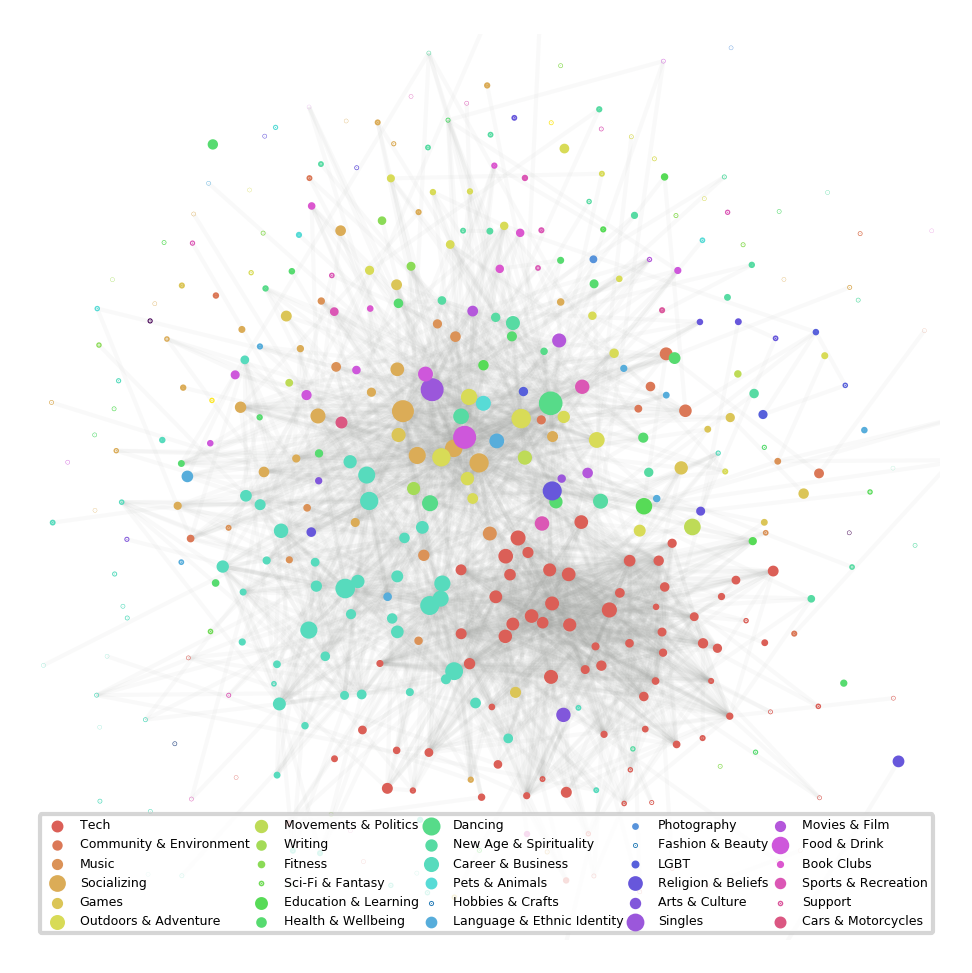 Tech
Community & Environment
Music
Socializing
Games
Outdoors & Adventure
Movements & Politics
Writing
Fitness
Sci-Fi & Fantasy
Education & Learning
Health & Wellbeing
Dancing
New Age & Spirituality
Career & Business
Pets & Animals
Hobbies & Crafts
Language & Ethnic Identity
Photography
Fashion & Beauty
LGBT
Religion & Beliefs
Arts & Culture
Singles
Movies & Film
Food & Drink
Book Clubs
Sports & Recreation
Support
Cars & Motorcycles